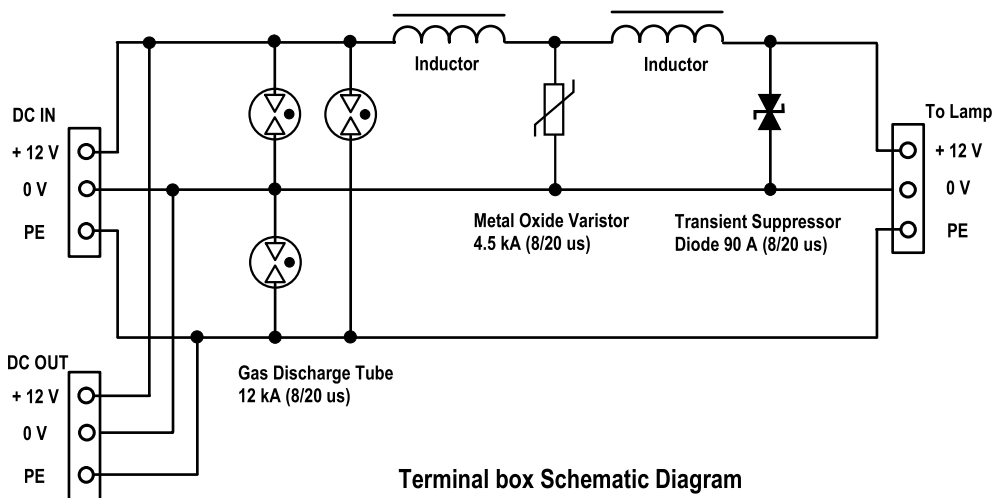 Inductor
Inductor
DC IN
+ 12 V
0 V
PE
To Lamp
+ 12 V
0 V
PE
Metal Oxide Varistor
4.5 kA (8/20 us)
Transient Suppressor
Diode 90 A (8/20 us)
DC OUT
+ 12 V
0 V
PE
Gas Discharge Tube
12 kA (8/20 us)
Terminal box Schematic Diagram